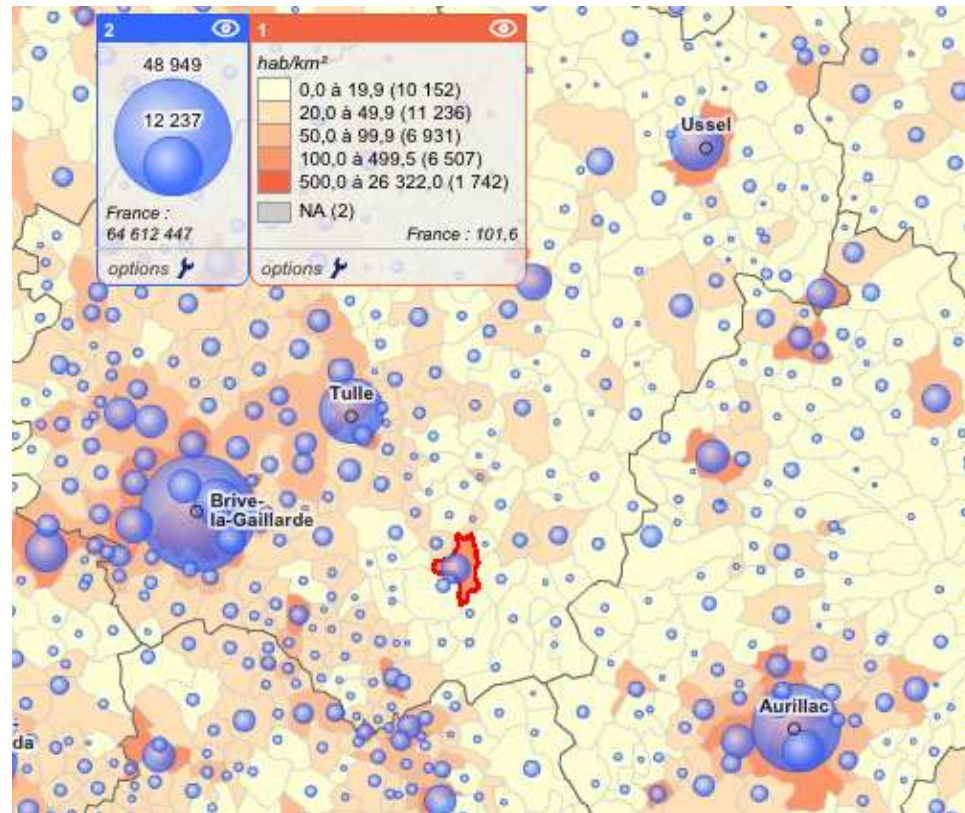 2
48 949
12 237
France :
64 612 447
options
1
hab/km²
0,0 à 19,9 (10 152)
20,0 à 49,9 (11 236)
50,0 à 99,9 (6 931)
100,0 à 499,5 (6 507)
500,0 à 26 322,0 (1 742)
NA (2)
France : 101,6
options
Ussel
Tulle
Brive-
la-Gaillarde
Aurillac
da